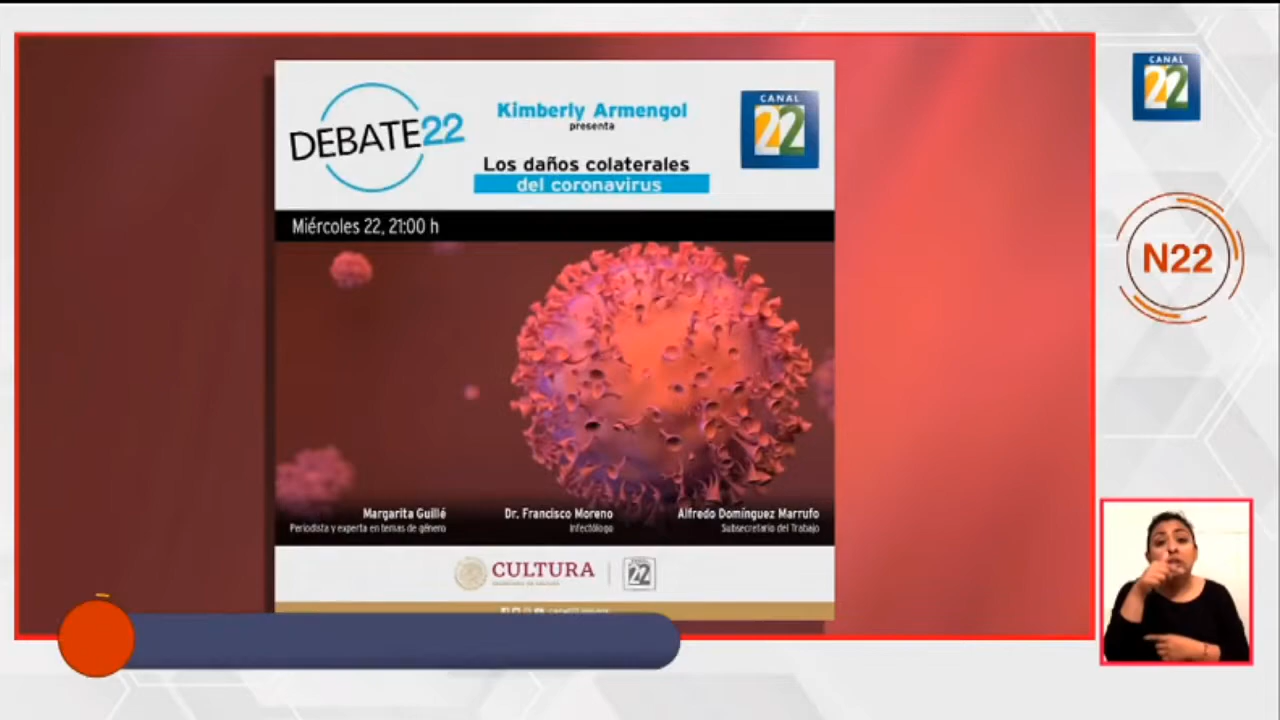 DEBATE22
Kimberly Armengol
presenta
Los daños colaterales
del coronavirus
CANAL
22
Miércoles 22, 21:00 h
Margarita Guillé
Periodista y experta en temas de género
Dr. Francisco Moreno
Infectólogo
Alfredo Domínguez Marrufo
Subsecretario del Trabajo
CULTURA
22
CANAL
22
N22